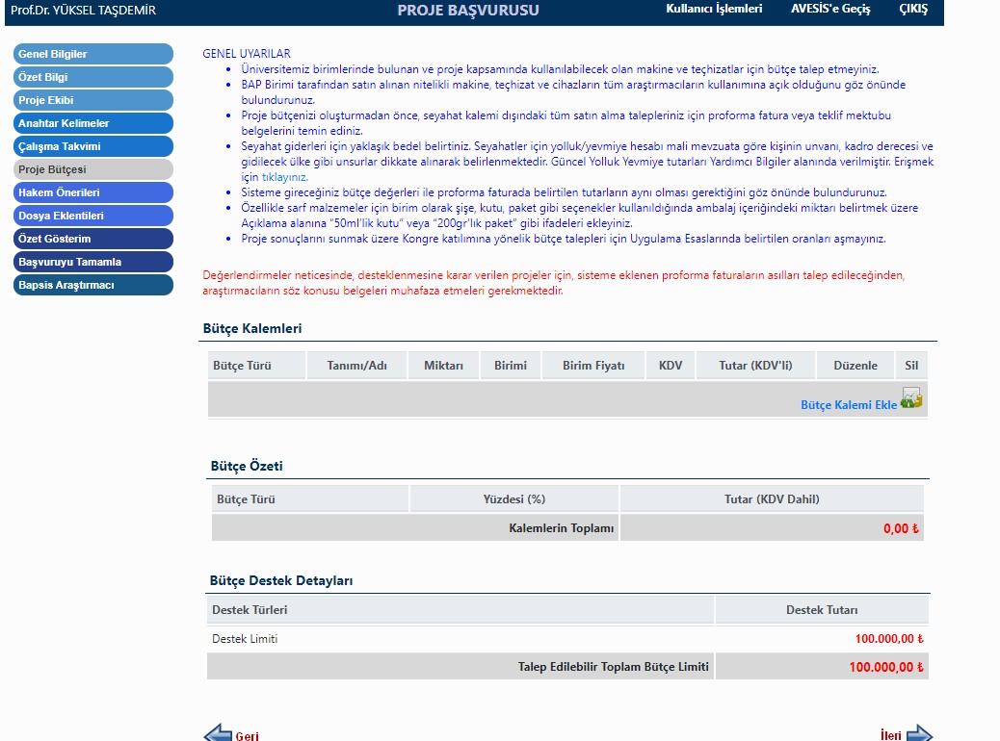 Prof.Dr. YÜKSEL TAŞDEMİR
PROJE BAŞVURUSU
Kullanıcı İşlemleri
AVESİS'e Geçiş
ÇIKIŞ
Genel Bilgiler
Özet Bilgi
Proje Ekibi
Anahtar Kelimeler
Çalışma Takvimi
Proje Bütçesi
Hakem Önerileri
Dosya Eklentileri
Özet Gösterim
Başvuruyu Tamamla
Bapsis Araştırmacı
GENEL UYARILAR
• Üniversitemiz birimlerinde bulunan ve proje kapsamında kullanılabilecek olan makine ve teçhizatlar için bütçe talep etmeyiniz.
• BAP Birimi tarafından satın alınan nitelikli makine, teçhizat ve cihazların tüm araştırmacıların kullanımına açık olduğunu göz önünde
bulundurunuz.
• Proje bütçenizi oluşturmadan önce, seyahat kalemi dışındaki tüm satın alma talepleriniz için proforma fatura veya teklif mektubu
belgelerini temin ediniz.
• Seyahat giderleri için yaklaşık bedel belirtiniz. Seyahatler için yolluk/yevmiye hesabı mali mevzuata göre kişinin unvanı, kadro derecesi ve
gidilecek ülke gibi unsurlar dikkate alınarak belirlenmektedir. Güncel Yolluk Yevmiye tutarları Yardımcı Bilgiler alanında verilmiştir. Erişmek
için tıklayınız.
• Sisteme gireceğiniz bütçe değerleri ile proforma faturada belirtilen tutarların aynı olması gerektiğini göz önünde bulundurunuz.
• Özellikle sarf malzemeler için birim olarak şişe, kutu, paket gibi seçenekler kullanıldığında ambalaj içeriğindeki miktarı belirtmek üzere
Açıklama alanına “50ml’lik kutu” veya “200gr’lık paket” gibi ifadeleri ekleyiniz.
• Proje sonuçlarını sunmak üzere Kongre katılımına yönelik bütçe talepleri için Uygulama Esaslarında belirtilen oranları aşmayınız.
Değerlendirmeler neticesinde, desteklenmesine karar verilen projeler için, sisteme eklenen proforma faturaların asılları talep edileceğinden,
araştırmacıların söz konusu belgeleri muhafaza etmeleri gerekmektedir.
Bütçe Kalemleri
Bütçe Türü Tanımı/Adı Miktarı Birimi Birim Fiyatı KDV Tutar (KDV'li) Düzenle Sil
Bütçe Kalemi Ekle
Bütçe Özeti
Bütçe Türü Yüzdesi (%) Tutar (KDV Dahil)
Kalemlerin Toplamı 0,00 ₺
Bütçe Destek Detayları
Destek Türleri Destek Tutarı
Destek Limiti 100.000,00 ₺
Talep Edilebilir Toplam Bütçe Limiti 100.000,00 ₺
Geri İleri